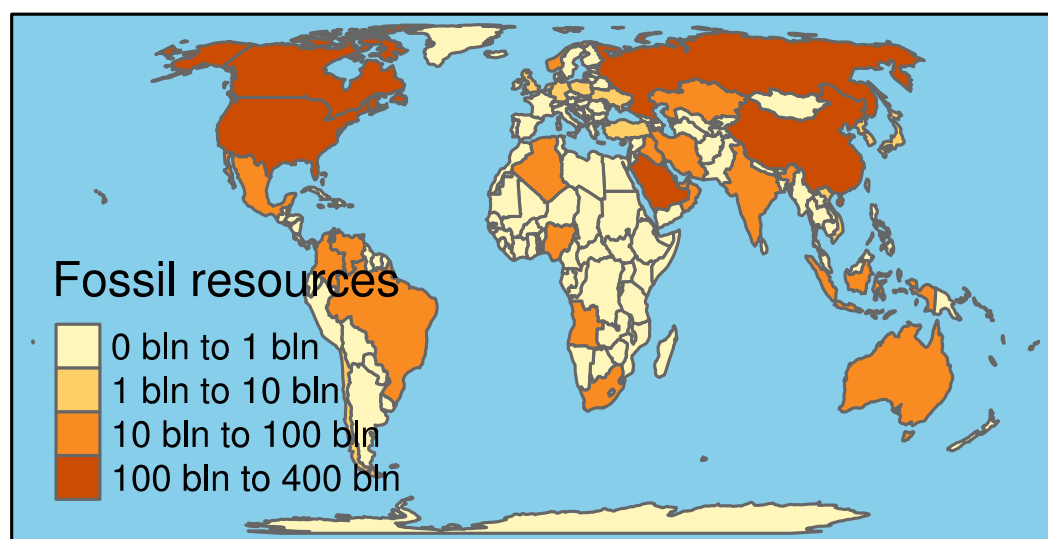 Fossil resources
0 bln to 1 bln
1 bln to 10 bln
10 bln to 100 bln
100 bln to 400 bln